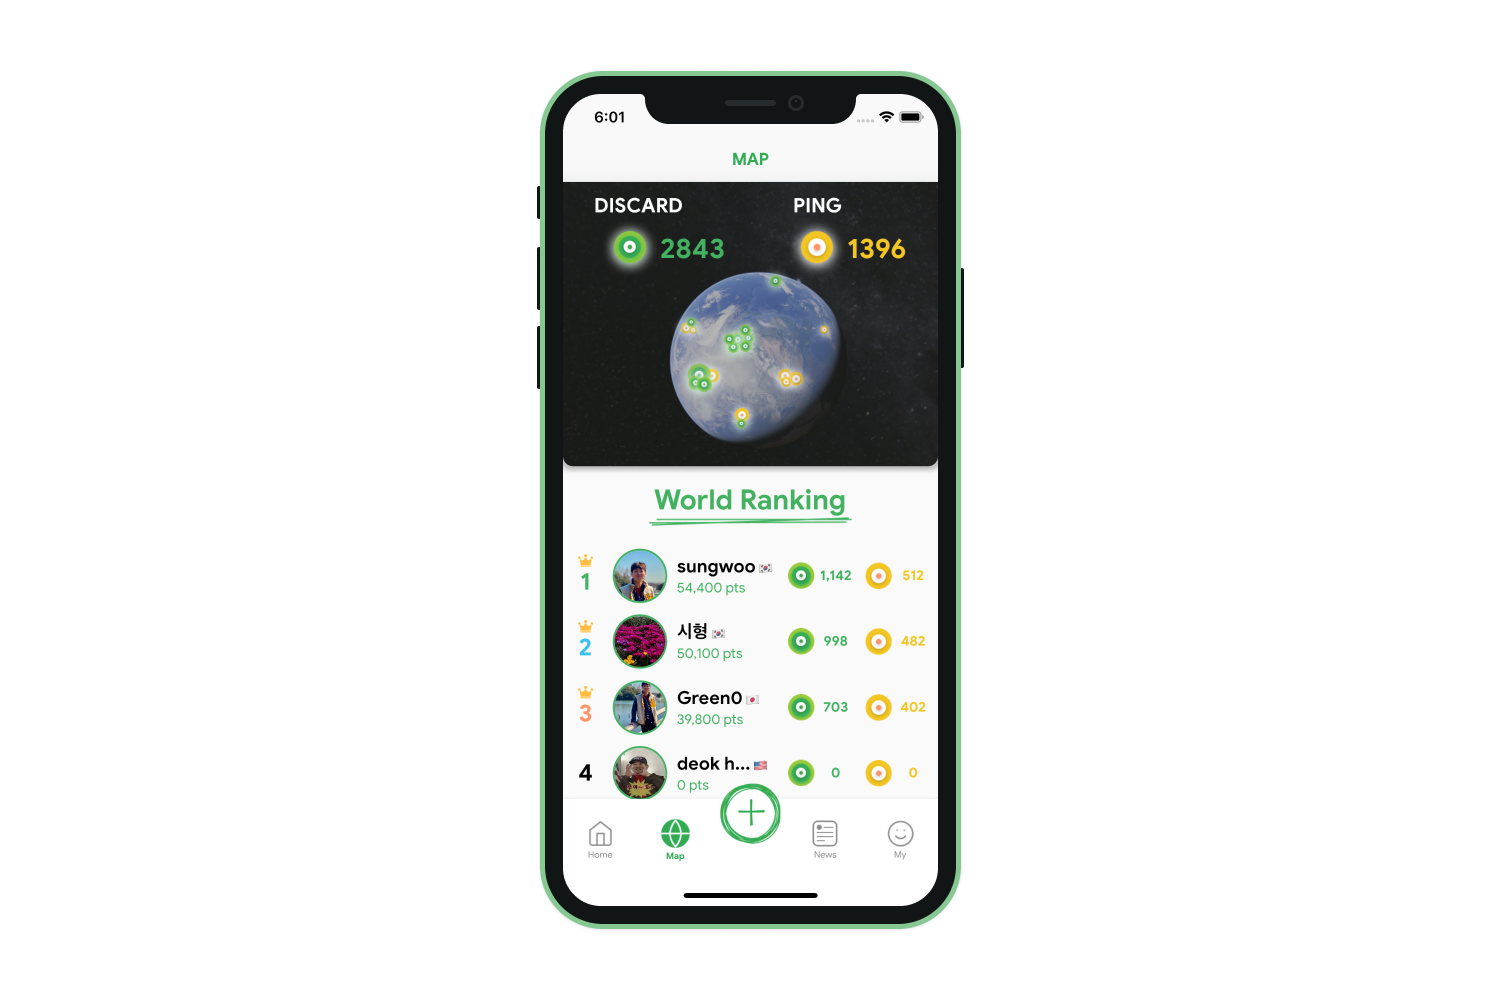 6:01
MAP
DISCARD PING
2843 1396
World Ranking
1 sungwoo 1,142 512
54,400 pts
2 시형 998 482
50,100 pts
3 Green0 703 402
39,800 pts
4 deok h... 0 0
0 pts
Home Map News My